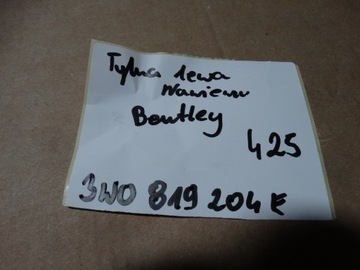 Tylna lewa
Nawiew
Bentley
425
3W0 819 204 E